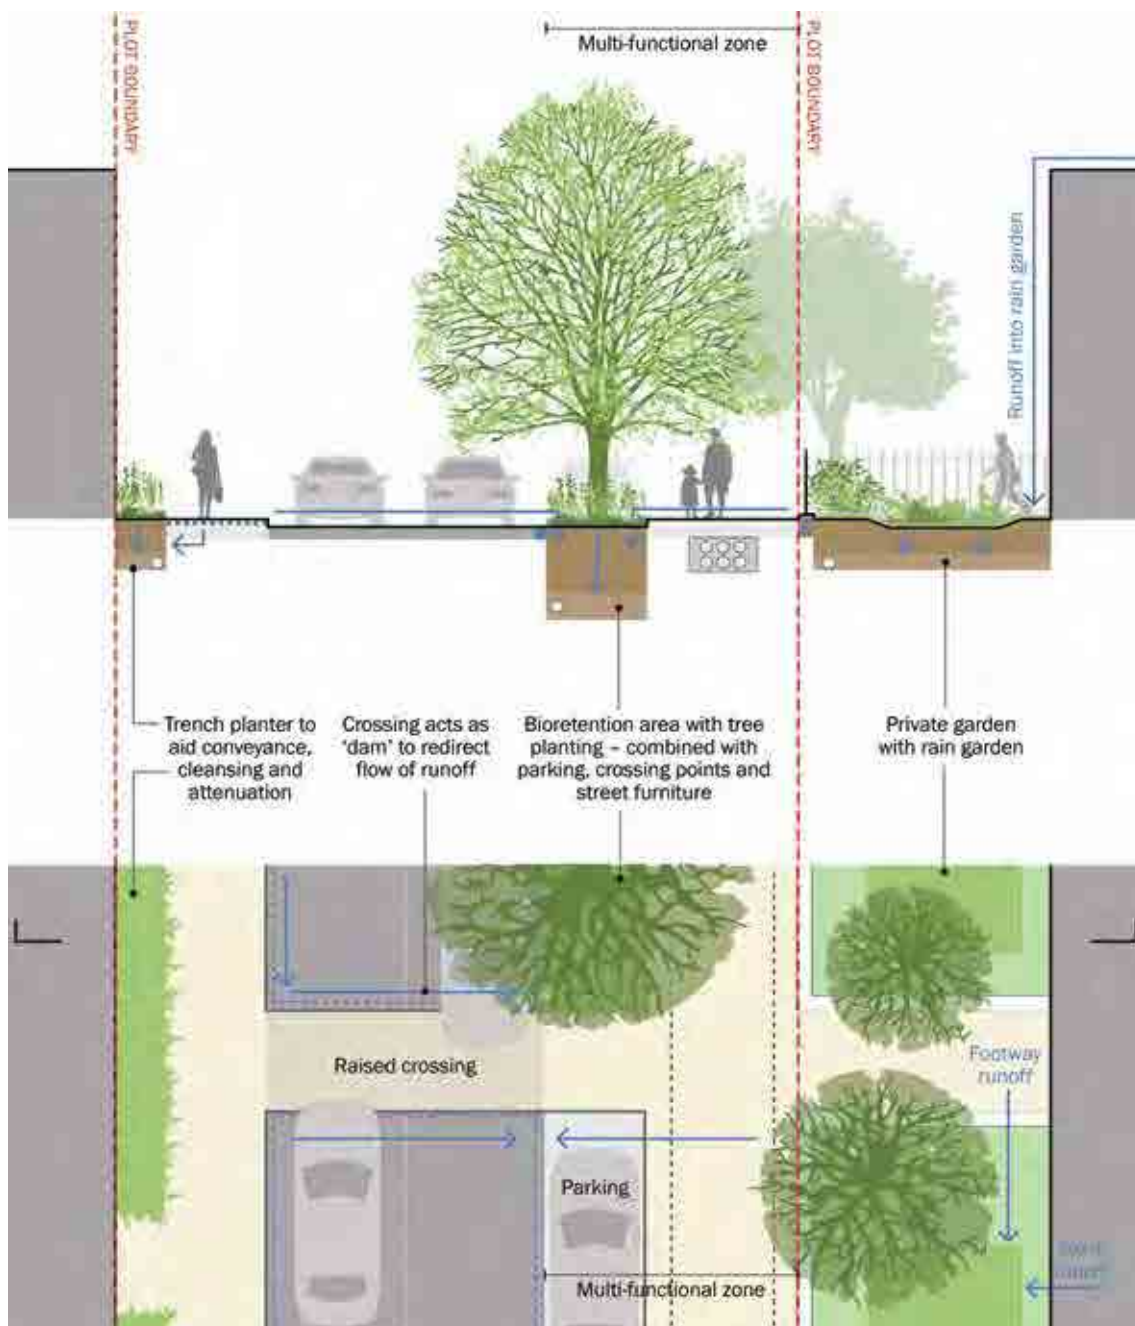 Multi-functional zone
PLOT BOUNDARY
PLOT BOUNDARY
Runoff into rain garden
Trench planter to
aid conveyance,
cleansing and
attenuation
Crossing acts as
'dam' to redirect
flow of runoff
Bioretention area with tree
planting – combined with
parking, crossing points and
street furniture
Private garden
with rain garden
Raised crossing
Footway
runoff
Parking
runoff
Multi-functional zone